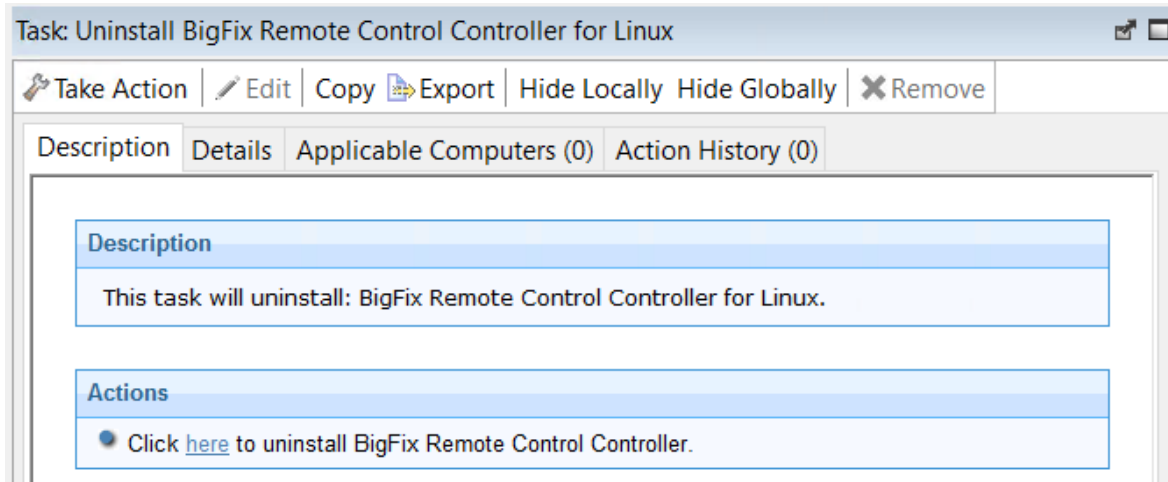 Task: Uninstall BigFix Remote Control Controller for Linux
Take Action Edit Copy Export Hide Locally Hide Globally Remove
Description Details Applicable Computers (0) Action History (0)
Description
This task will uninstall: BigFix Remote Control Controller for Linux.
Actions
Click here to uninstall BigFix Remote Control Controller.